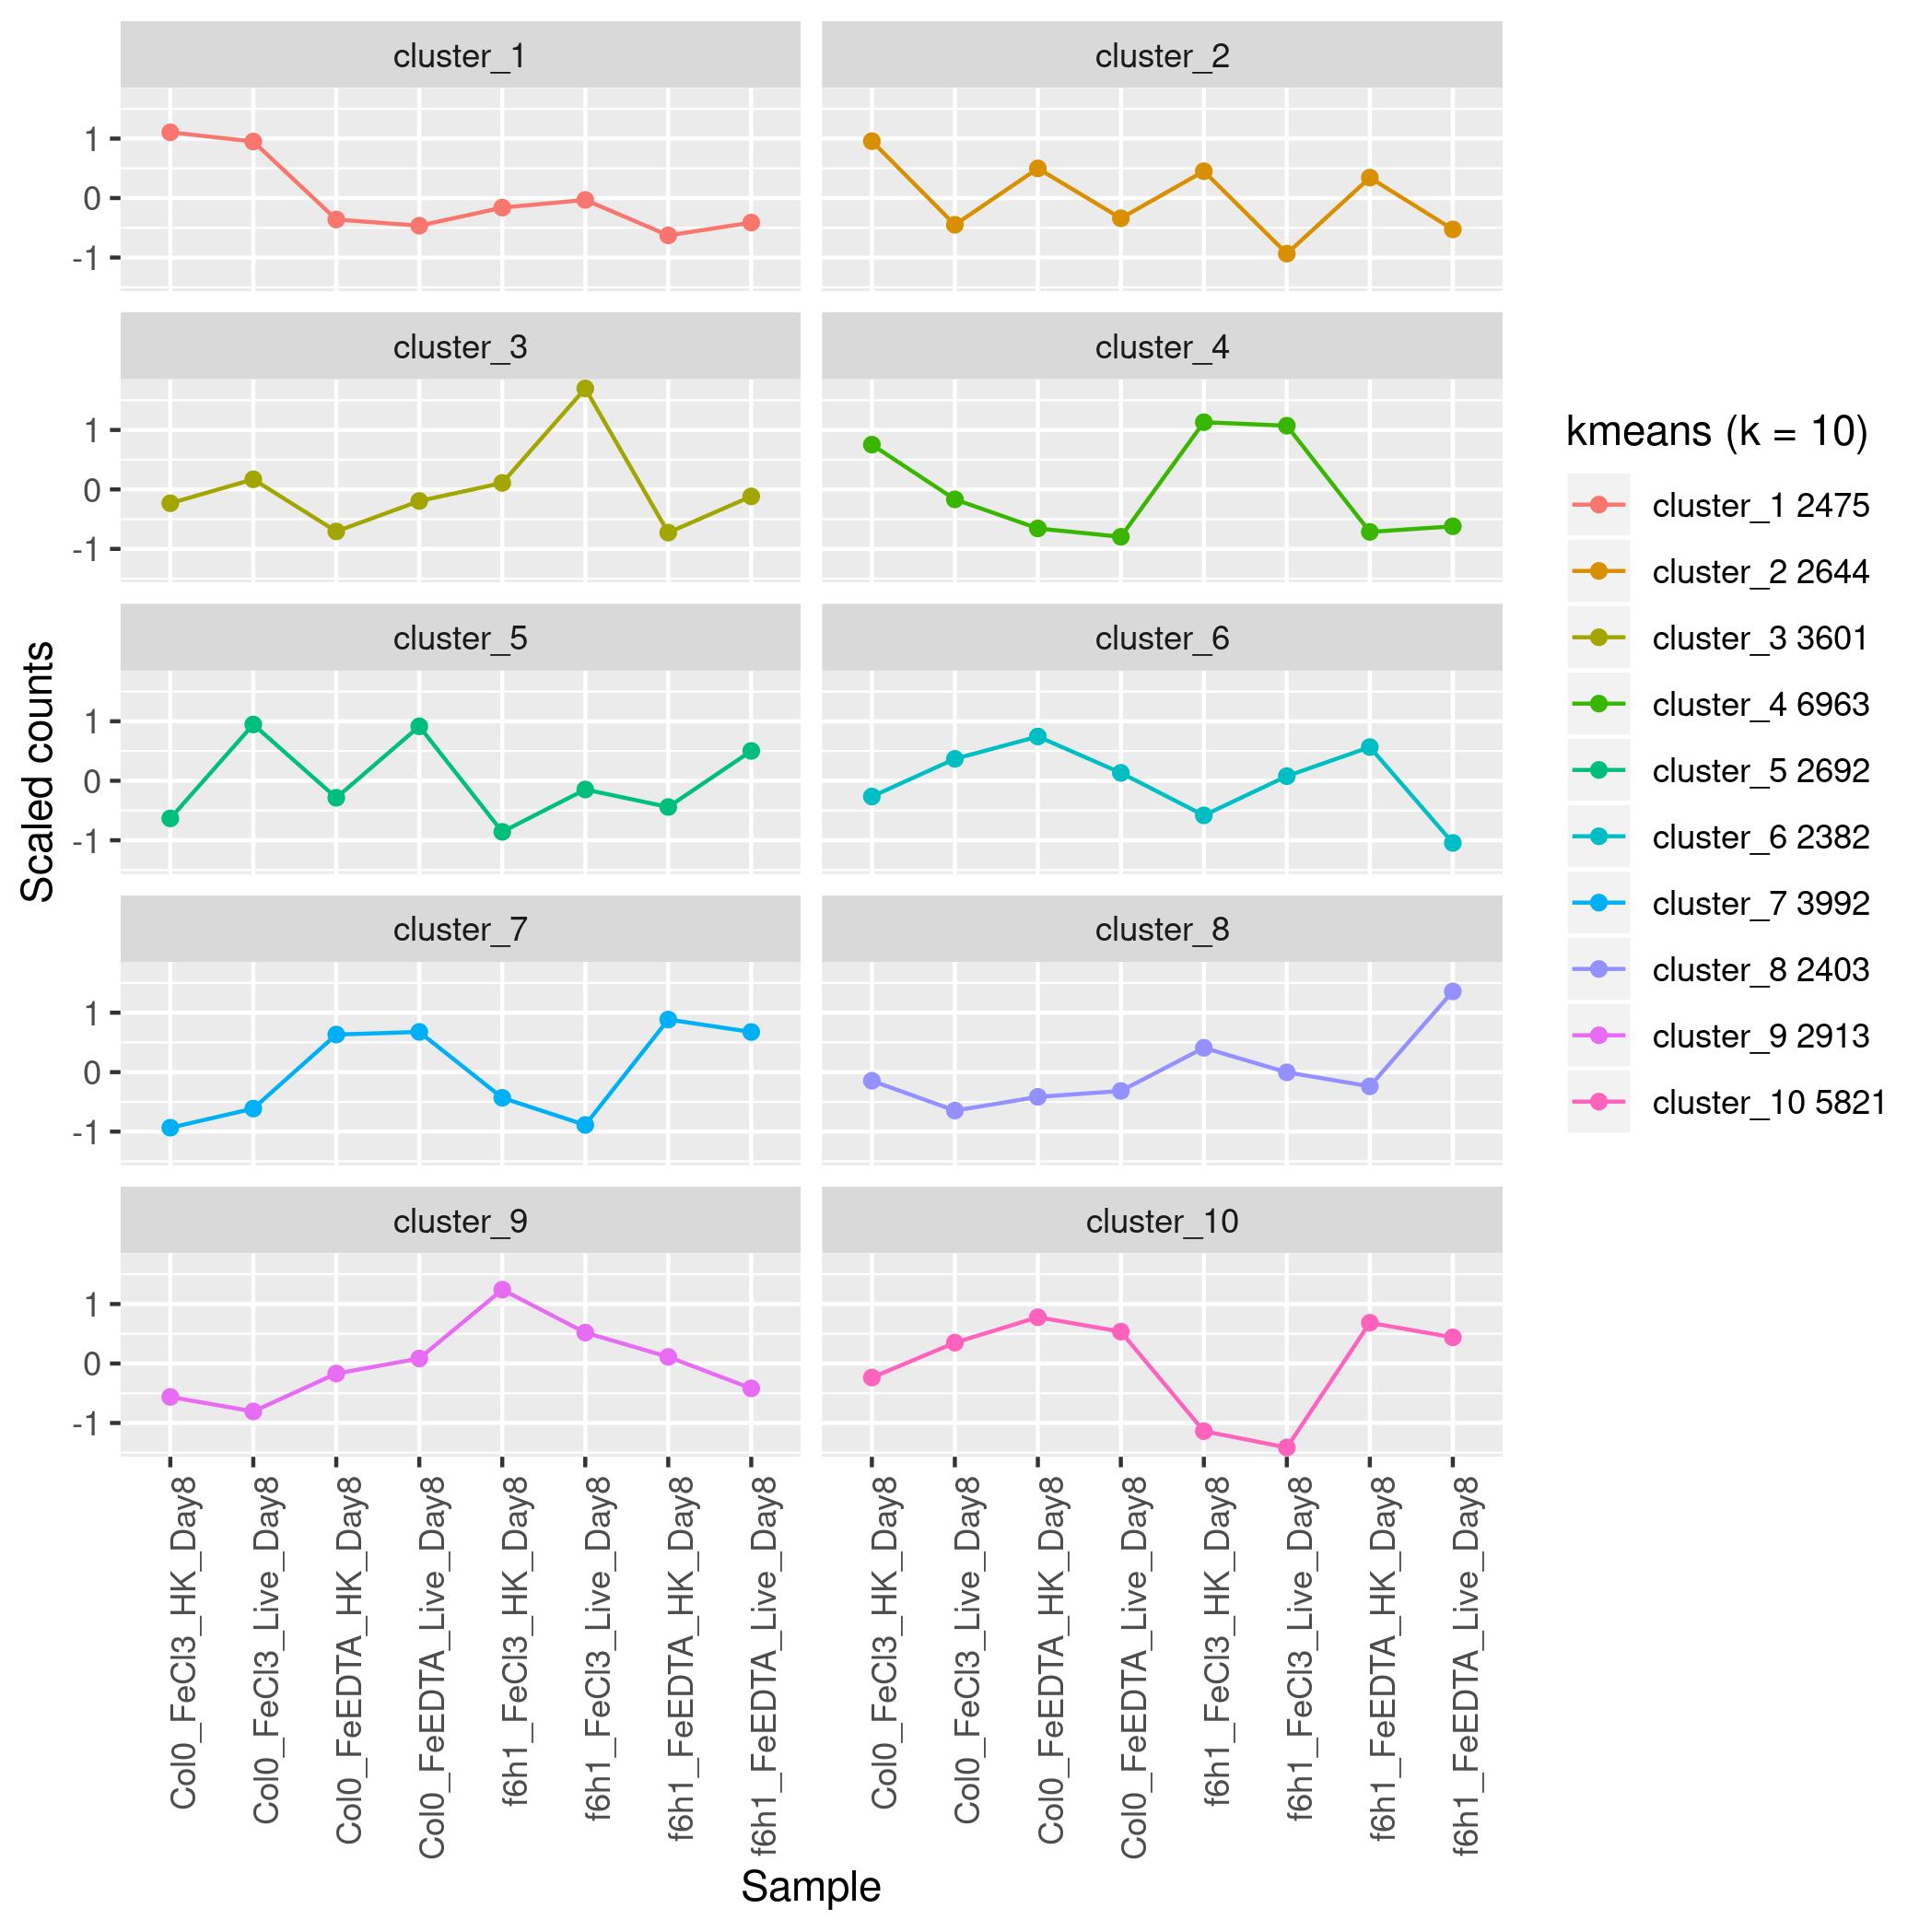 cluster_1
cluster_2
1
0
-1
cluster_3
cluster_4
1
0
-1
cluster_5
cluster_6
1
0
-1
cluster_7
cluster_8
1
0
-1
cluster_9
cluster_10
1
0
-1
Scaled counts
Col0_FeCl3_HK_Day8
Col0_FeCl3_Live_Day8
Col0_FeEDTA_HK_Day8
Col0_FeEDTA_Live_Day8
f6h1_FeCl3_HK_Day8
f6h1_FeCl3_Live_Day8
f6h1_FeEDTA_HK_Day8
f6h1_FeEDTA_Live_Day8
Col0_FeCl3_HK_Day8
Col0_FeCl3_Live_Day8
Col0_FeEDTA_HK_Day8
Col0_FeEDTA_Live_Day8
f6h1_FeCl3_HK_Day8
f6h1_FeCl3_Live_Day8
f6h1_FeEDTA_HK_Day8
f6h1_FeEDTA_Live_Day8
Sample
kmeans (k = 10)
cluster_1 2475
cluster_2 2644
cluster_3 3601
cluster_4 6963
cluster_5 2692
cluster_6 2382
cluster_7 3992
cluster_8 2403
cluster_9 2913
cluster_10 5821